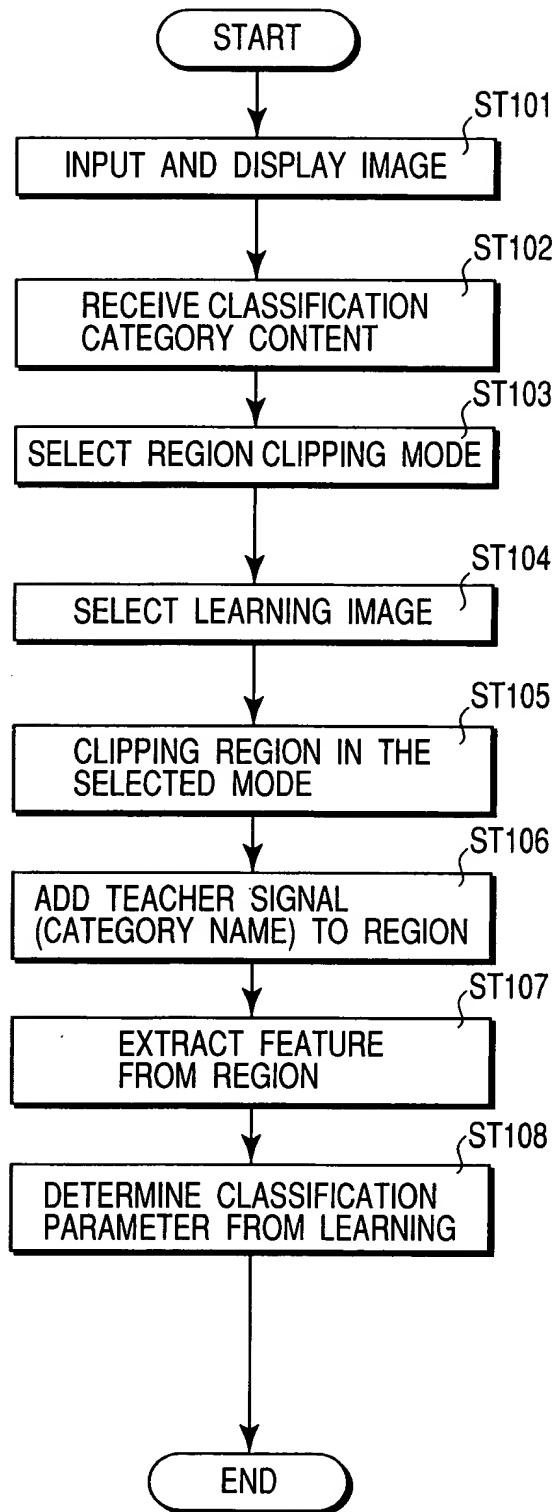 START
ST101
INPUT AND DISPLAY IMAGE
ST102
RECEIVE CLASSIFICATION
CATEGORY CONTENT
ST103
SELECT REGION CLIPPING MODE
ST104
SELECT LEARNING IMAGE
ST105
CLIPPING REGION IN THE
SELECTED MODE
ST106
ADD TEACHER SIGNAL
(CATEGORY NAME) TO REGION
ST107
EXTRACT FEATURE
FROM REGION
ST108
DETERMINE CLASSIFICATION
PARAMETER FROM LEARNING
END